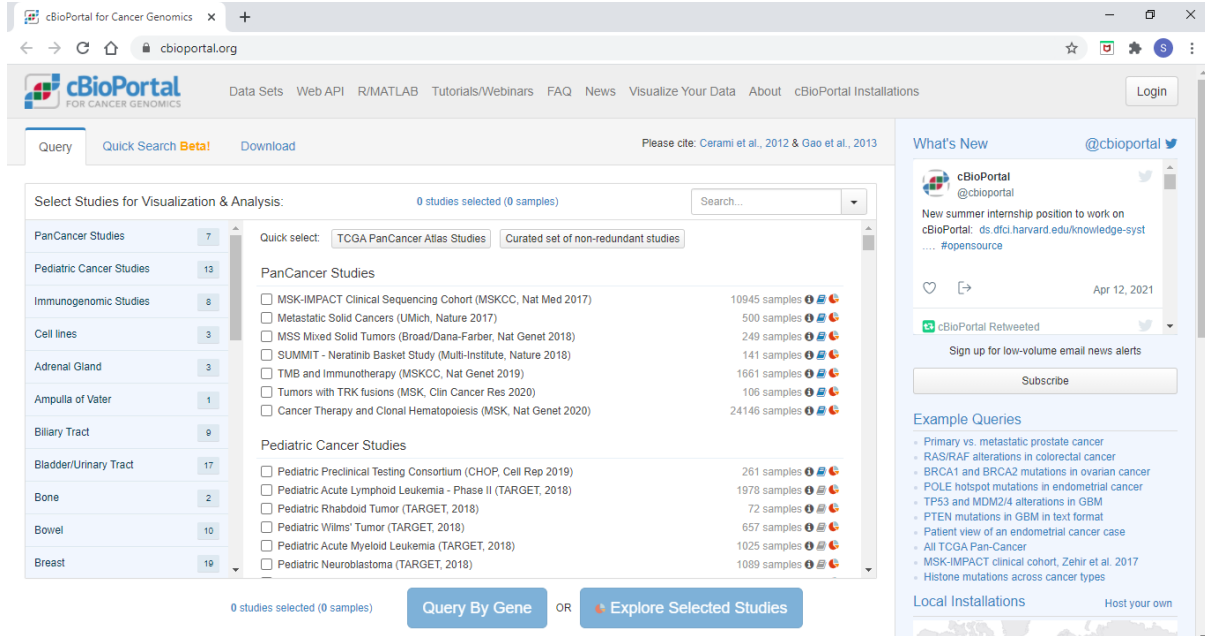 cBioPortal for Cancer Genomics
cbioportal.org
S
cBioPortal
FOR CANCER GENOMICS
Data Sets Web API R/MATLAB Tutorials/Webinars FAQ News Visualize Your Data About cBioPortal Installations
Login
Query Quick Search Beta! Download
Please cite: Cerami et al., 2012 & Gao et al., 2013
Select Studies for Visualization & Analysis:
0 studies selected (0 samples)
Search...
PanCancer Studies 7
Pediatric Cancer Studies 13
Immunogenomic Studies 8
Cell lines 3
Adrenal Gland 3
Ampulla of Vater 1
Biliary Tract 9
Bladder/Urinary Tract 17
Bone 2
Bowel 10
Breast 19
Quick select: TCGA PanCancer Atlas Studies Curated set of non-redundant studies
PanCancer Studies
MSK-IMPACT Clinical Sequencing Cohort (MSKCC, Nat Med 2017) 10945 samples
Metastatic Solid Cancers (UMich, Nature 2017) 500 samples
MSS Mixed Solid Tumors (Broad/Dana-Farber, Nat Genet 2018) 249 samples
SUMMIT - Neratinib Basket Study (Multi-Institute, Nature 2018) 141 samples
TMB and Immunotherapy (MSKCC, Nat Genet 2019) 1661 samples
Tumors with TRK fusions (MSK, Clin Cancer Res 2020) 106 samples
Cancer Therapy and Clonal Hematopoiesis (MSK, Nat Genet 2020) 24146 samples
Pediatric Cancer Studies
Pediatric Preclinical Testing Consortium (CHOP, Cell Rep 2019) 261 samples
Pediatric Acute Lymphoid Leukemia - Phase II (TARGET, 2018) 1978 samples
Pediatric Rhabdoid Tumor (TARGET, 2018) 72 samples
Pediatric Wilms' Tumor (TARGET, 2018) 657 samples
Pediatric Acute Myeloid Leukemia (TARGET, 2018) 1025 samples
Pediatric Neuroblastoma (TARGET, 2018) 1089 samples
0 studies selected (0 samples)
Query By Gene OR Explore Selected Studies
What's New @cbioportal
cBioPortal
@cbioportal
New summer internship position to work on
cBioPortal: ds.dfci.harvard.edu/knowledge-syst
.... #opensource
Apr 12, 2021
cBioPortal Retweeted
Sign up for low-volume email news alerts
Subscribe
Example Queries
Primary vs. metastatic prostate cancer
RAS/RAF alterations in colorectal cancer
BRCA1 and BRCA2 mutations in ovarian cancer
POLE hotspot mutations in endometrial cancer
TP53 and MDM2/4 alterations in GBM
PTEN mutations in GBM in text format
Patient view of an endometrial cancer case
All TCGA Pan-Cancer
MSK-IMPACT clinical cohort, Zehir et al. 2017
Histone mutations across cancer types
Local Installations Host your own